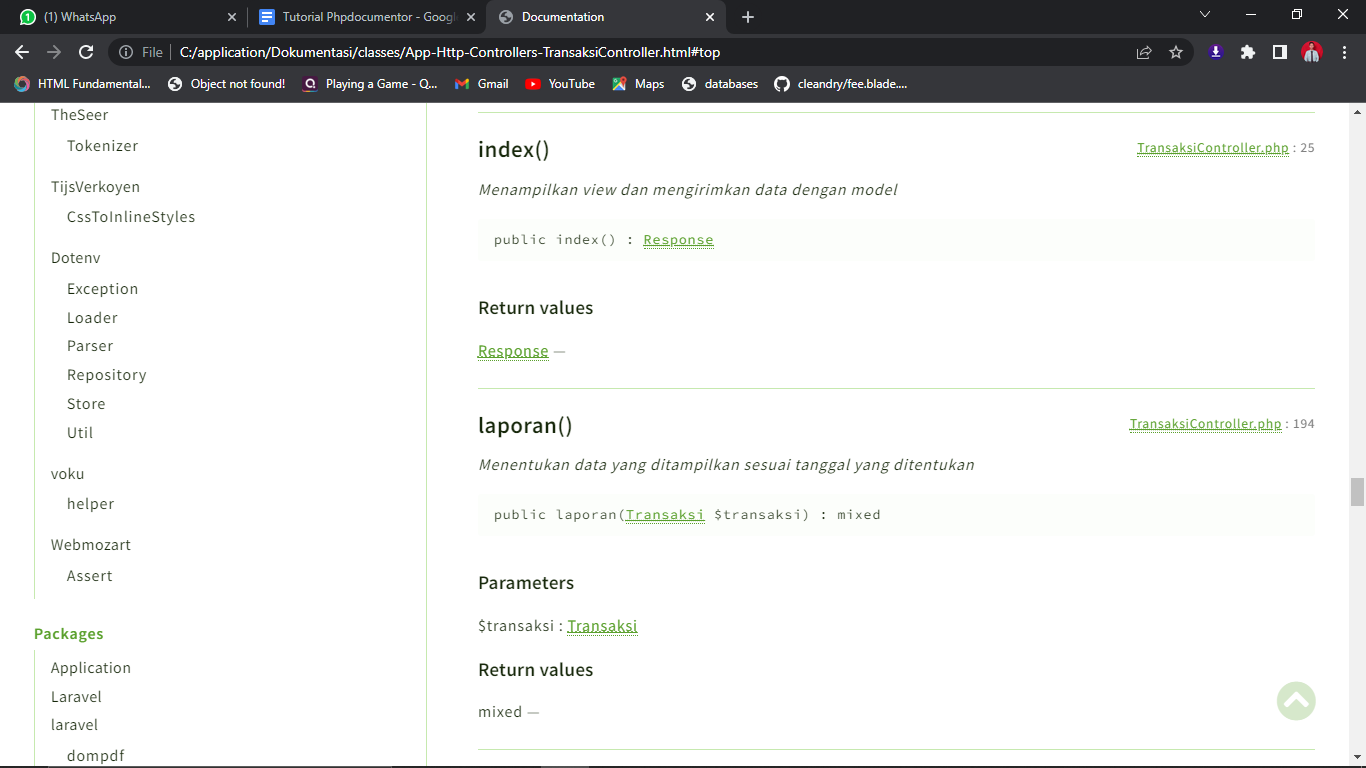 (1) WhatsApp
Tutorial Phpdocumentor - Google
Documentation
File
C:/application/Dokumentasi/classes/App-Http-Controllers-TransaksiController.html#top
HTML Fundamental...
Object not found!
Playing a Game - Q...
Gmail
YouTube
Maps
databases
cleandry/fee.blade....
TheSeer
Tokenizer
TijsVerkoyen
CssToInlineStyles
Dotenv
Exception
Loader
Parser
Repository
Store
Util
voku
helper
Webmozart
Assert
Packages
Application
Laravel
laravel
dompdf
index()
TransaksiController.php : 25
Menampilkan view dan mengirimkan data dengan model
public index() : Response
Return values
Response —
laporan()
TransaksiController.php : 194
Menentukan data yang ditampilkan sesuai tanggal yang ditentukan
public laporan(Transaksi $transaksi) : mixed
Parameters
$transaksi : Transaksi
Return values
mixed —